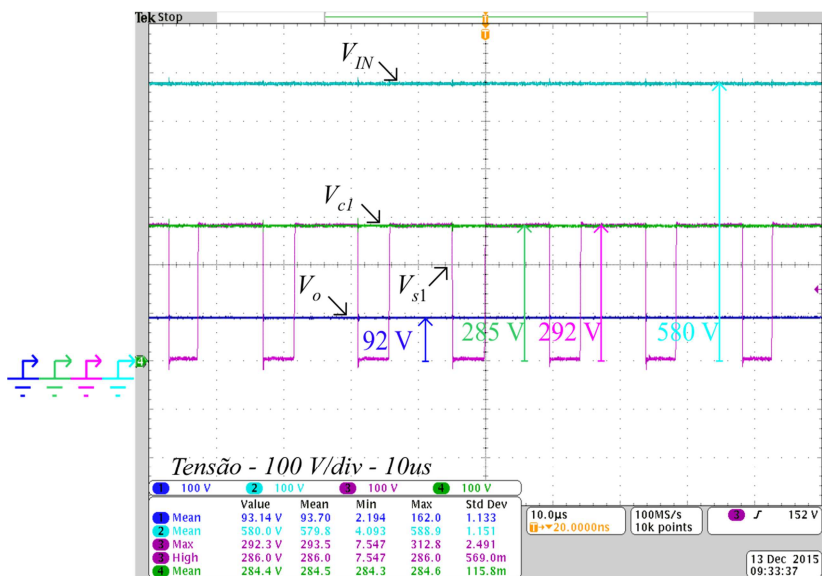 Tek Stop
T
T
V_IN
V_c1
V_o
V_s1
92 V
285 V
292 V
580 V
4
Tensão - 100 V/div - 10us
1 100 V 2 100 V 3 100 V 4 100 V
Value Mean Min Max Std Dev
1 Mean 93.14 V 93.70 2.194 162.0 1.133
2 Mean 580.0 V 579.8 4.093 588.9 1.151
3 Max 292.3 V 293.5 7.547 312.8 2.491
3 High 286.0 V 286.0 7.547 286.0 569.0m
4 Mean 284.4 V 284.5 284.3 284.6 115.8m
10.0µs
T→▼20.0000ns
100MS/s
10k points
3 ∫ 152 V
13 Dec 2015
09:33:37